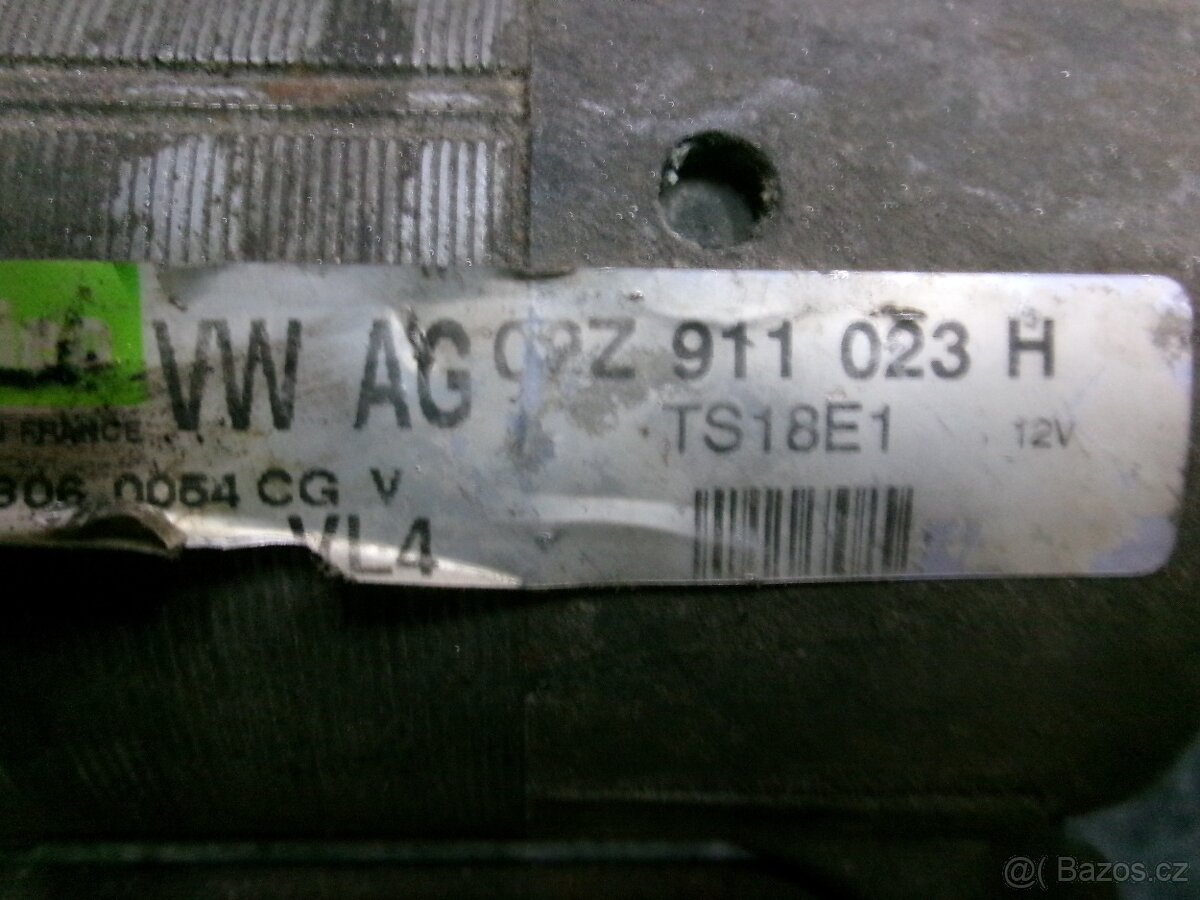 VW AG 02Z 911 023 H
FRANCE TS18E1 12V
306 0054 CG V
VL4
@( Bazos.cz